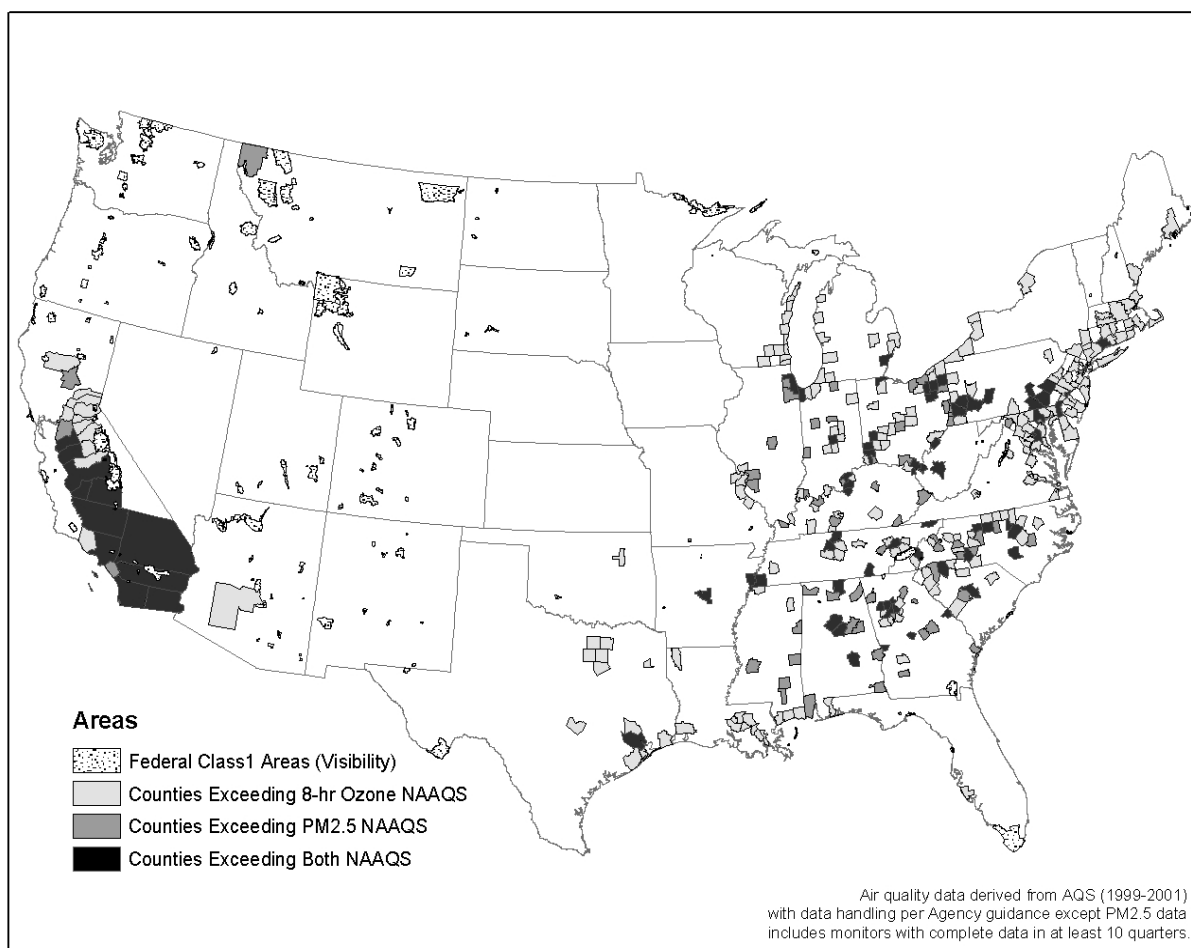 Areas
Federal Class1 Areas (Visibility)
Counties Exceeding 8-hr Ozone NAAQS
Counties Exceeding PM2.5 NAAQS
Counties Exceeding Both NAAQS
Air quality data derived from AQS (1999-2001)
with data handling per Agency guidance except PM2.5 data
includes monitors with complete data in at least 10 quarters.